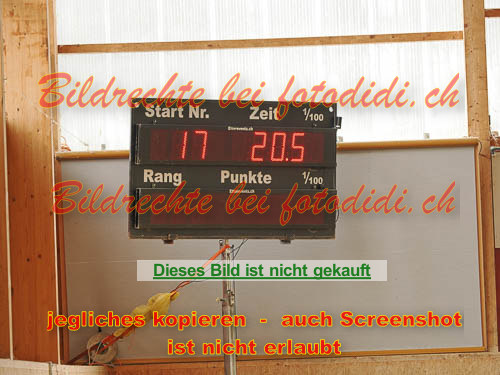 Bildrechte bei fotodidi.ch
Start Nr. Zeit 1/100
17 20.5
Rang Punkte 1/100
Bildrechte bei fotodidi.ch
Dieses Bild ist nicht gekauft
jegliches kopieren - auch Screenshot
ist nicht erlaubt